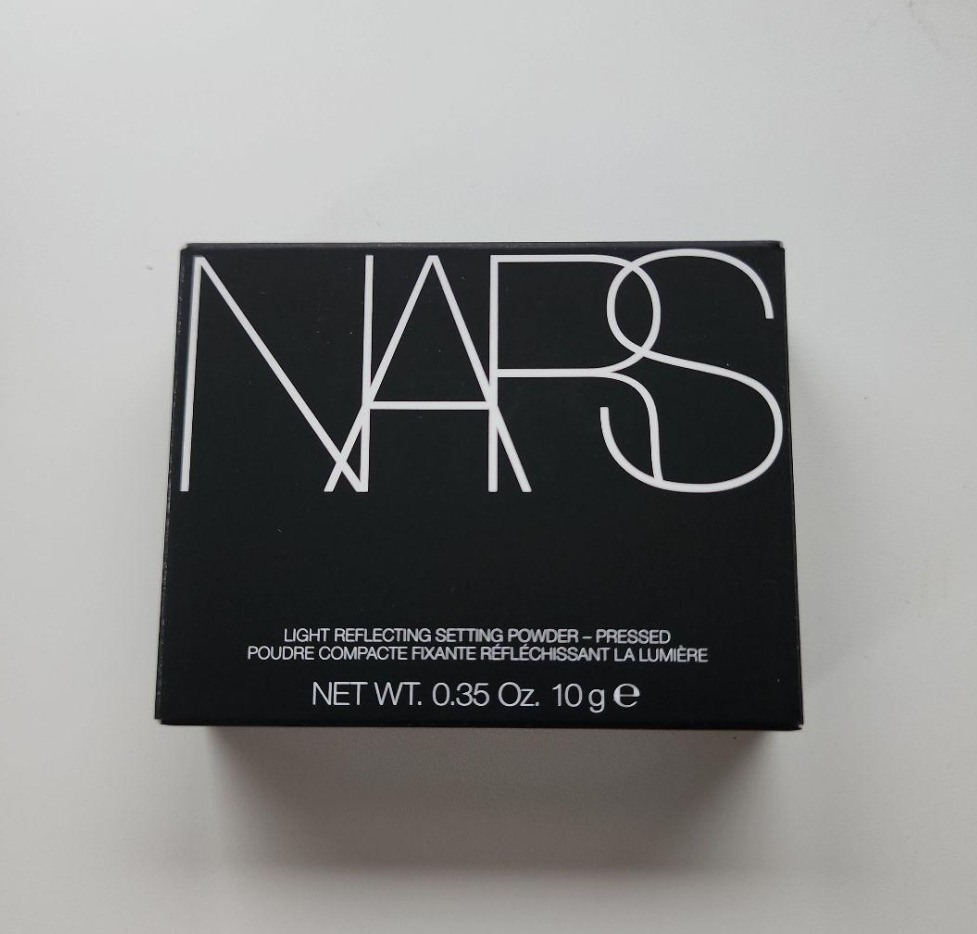 NARS
LIGHT REFLECTING SETTING POWDER – PRESSED
POUDRE COMPACTE FIXANTE RÉFLÉCHISSANT LA LUMIÈRE
NET WT. 0.35 Oz. 10 g ℮